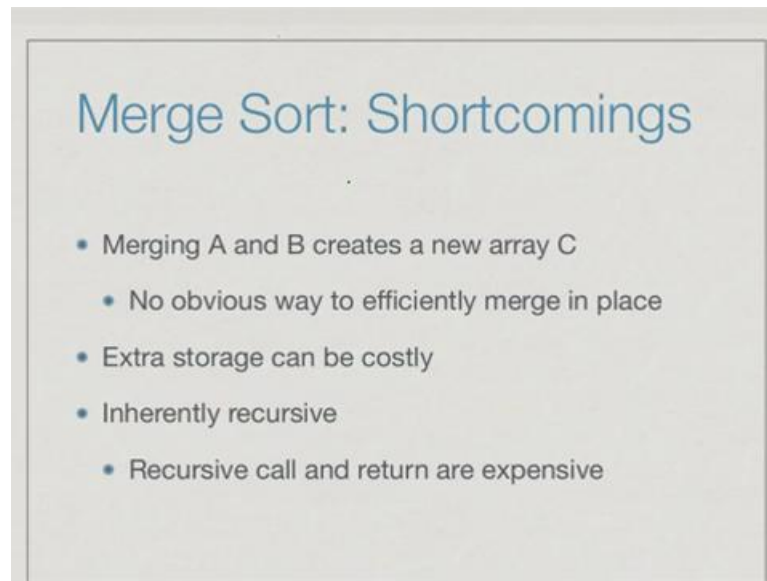 Merge Sort: Shortcomings
• Merging A and B creates a new array C
• No obvious way to efficiently merge in place
• Extra storage can be costly
• Inherently recursive
• Recursive call and return are expensive